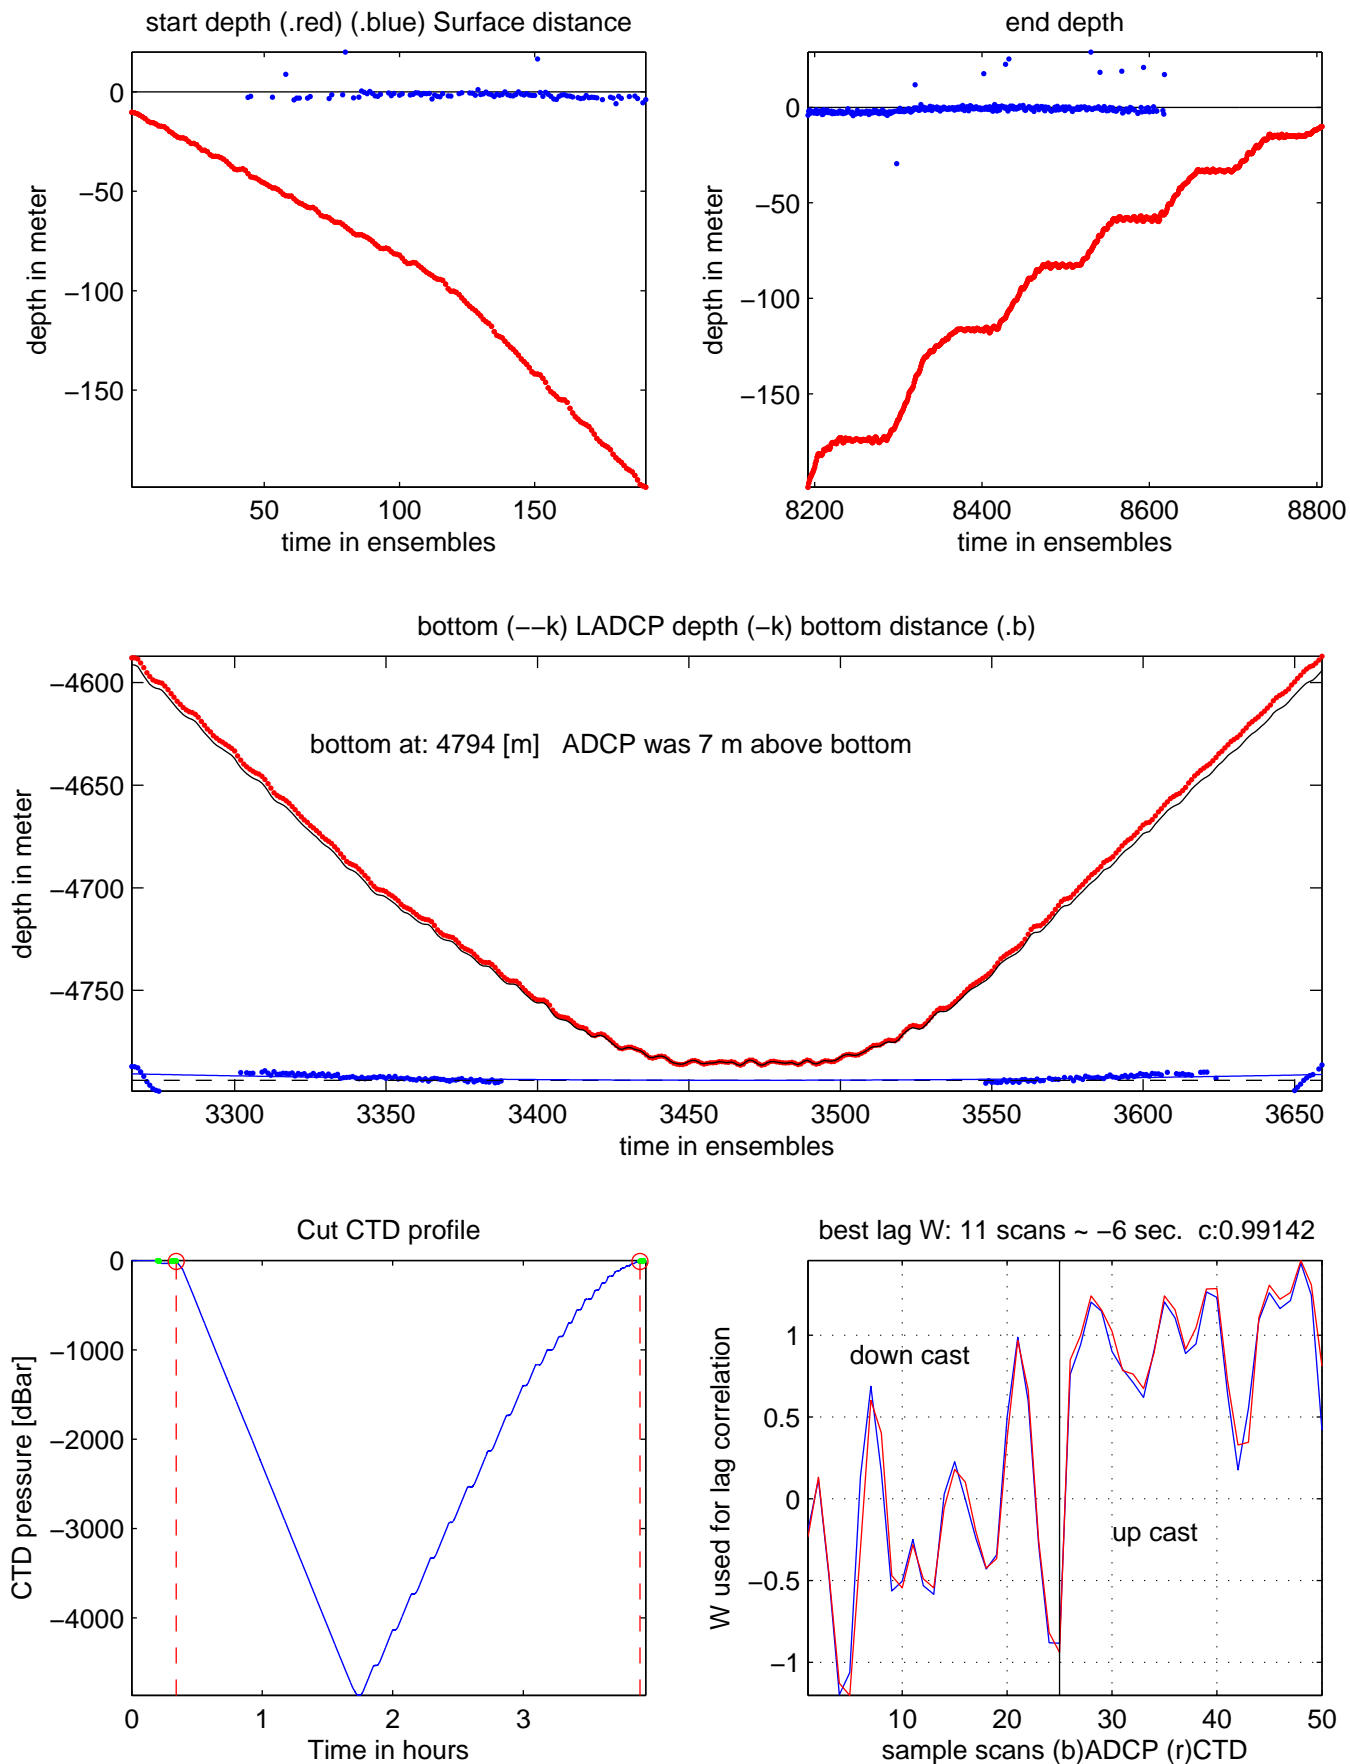 start depth (.red) (.blue) Surface distance
0
−50
−100
−150
depth in meter
50 100 150
time in ensembles
end depth
0
−50
−100
−150
depth in meter
8200 8400 8600 8800
time in ensembles
bottom (−−k) LADCP depth (−k) bottom distance (.b)
−4600
−4650
−4700
−4750
depth in meter
bottom at: 4794 [m] ADCP was 7 m above bottom
3300 3350 3400 3450 3500 3550 3600 3650
time in ensembles
Cut CTD profile
0
−1000
−2000
−3000
−4000
CTD pressure [dBar]
0 1 2 3
Time in hours
best lag W: 11 scans ~ −6 sec. c:0.99142
1
0.5
0
−0.5
−1
W used for lag correlation
down cast
up cast
10 20 30 40 50
sample scans (b)ADCP (r)CTD